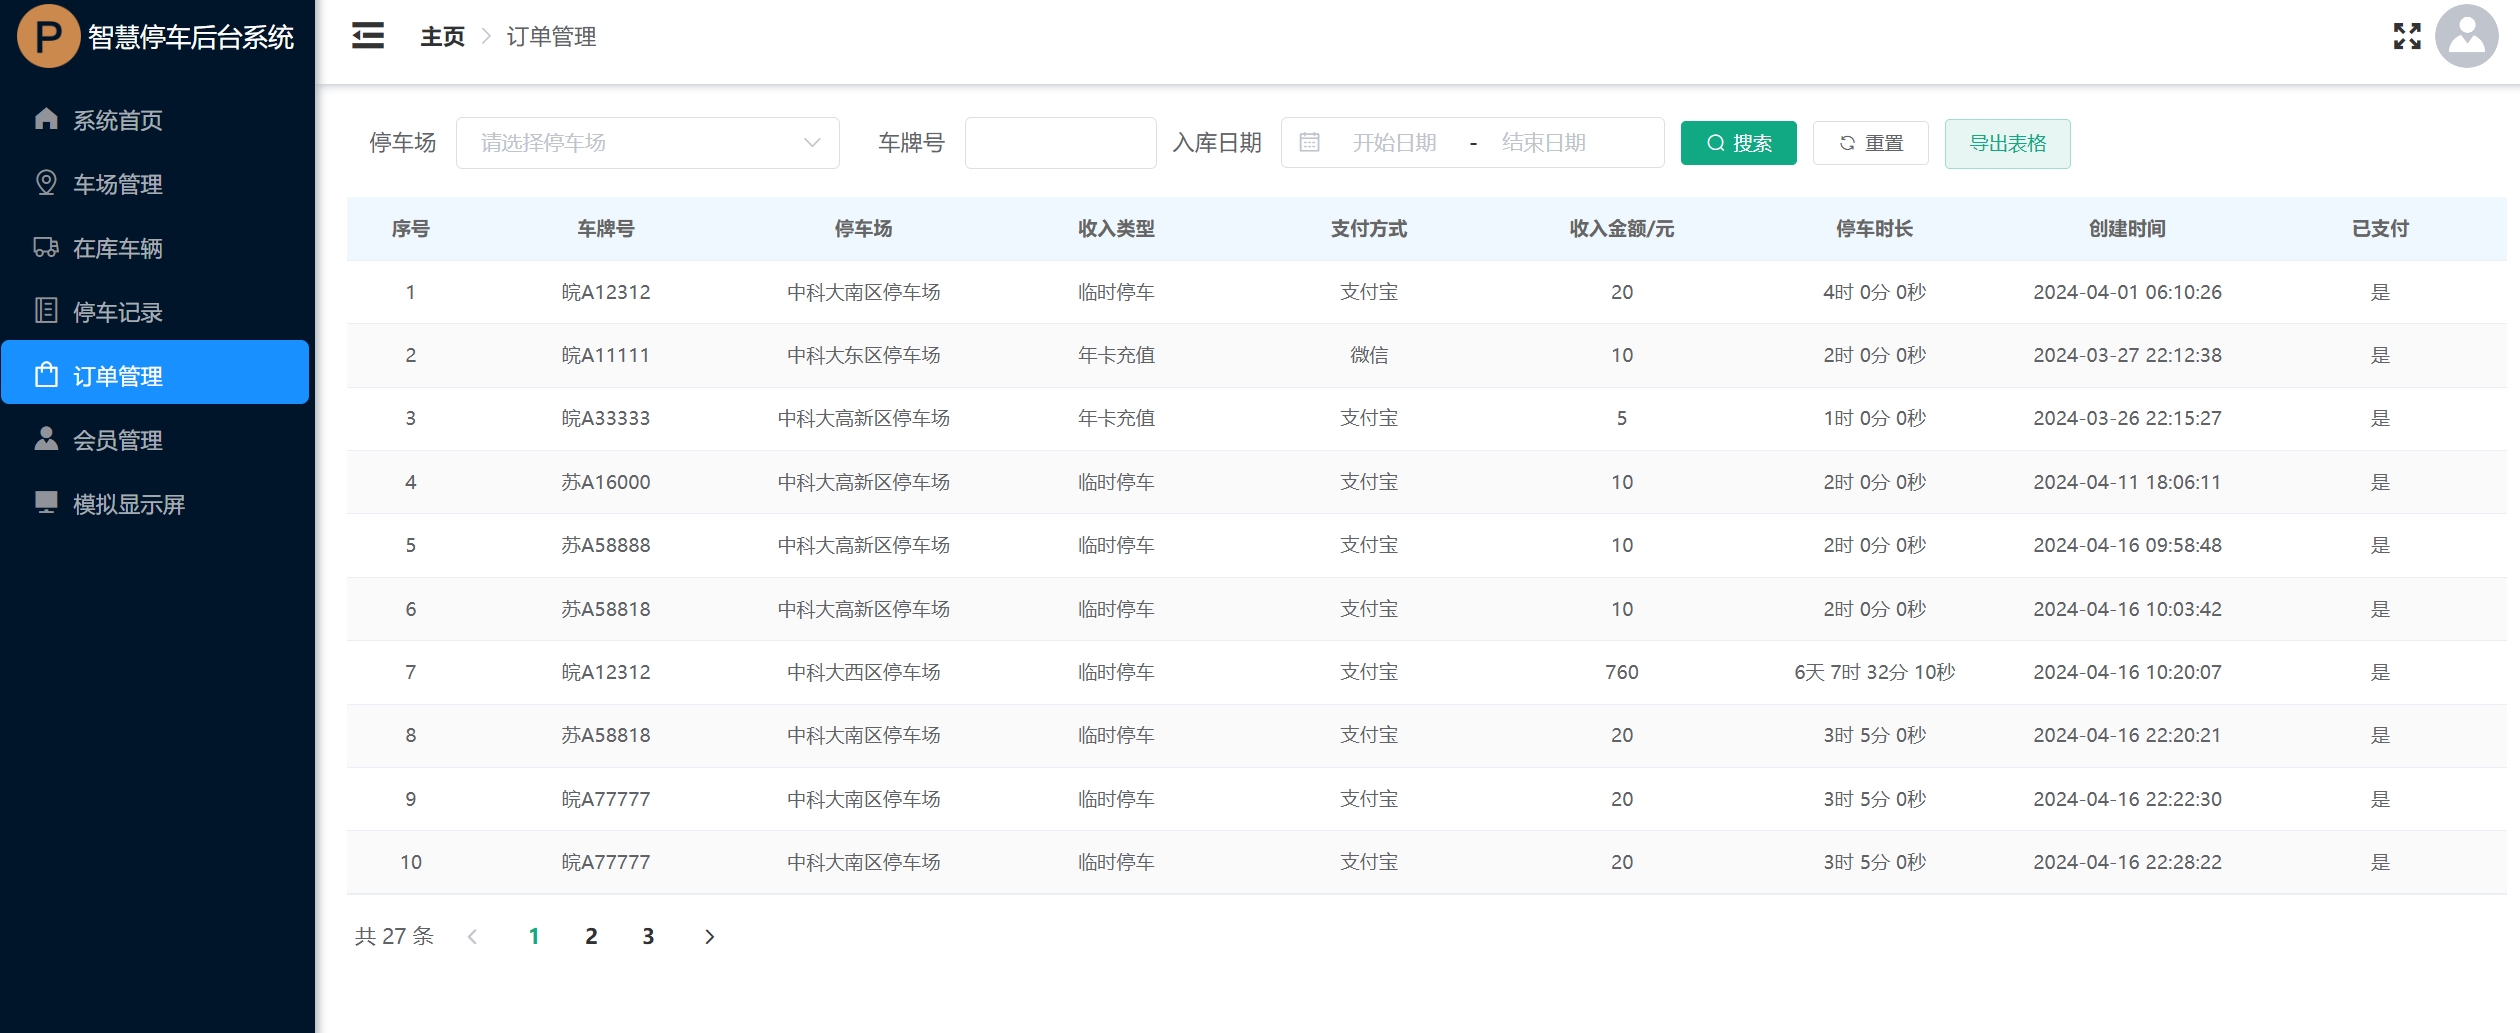 P 智慧停车后台系统
主页 > 订单管理
系统首页
车场管理
在库车辆
停车记录
订单管理
会员管理
模拟显示屏
停车场 请选择停车场 车牌号 入库日期 开始日期 - 结束日期 搜索 重置 导出表格
序号 车牌号 停车场 收入类型 支付方式 收入金额/元 停车时长 创建时间 已支付
1 皖A12312 中科大南区停车场 临时停车 支付宝 20 4时 0分 0秒 2024-04-01 06:10:26 是
2 皖A11111 中科大东区停车场 年卡充值 微信 10 2时 0分 0秒 2024-03-27 22:12:38 是
3 皖A33333 中科大高新区停车场 年卡充值 支付宝 5 1时 0分 0秒 2024-03-26 22:15:27 是
4 苏A16000 中科大高新区停车场 临时停车 支付宝 10 2时 0分 0秒 2024-04-11 18:06:11 是
5 苏A58888 中科大高新区停车场 临时停车 支付宝 10 2时 0分 0秒 2024-04-16 09:58:48 是
6 苏A58818 中科大高新区停车场 临时停车 支付宝 10 2时 0分 0秒 2024-04-16 10:03:42 是
7 皖A12312 中科大西区停车场 临时停车 支付宝 760 6天 7时 32分 10秒 2024-04-16 10:20:07 是
8 苏A58818 中科大南区停车场 临时停车 支付宝 20 3时 5分 0秒 2024-04-16 22:20:21 是
9 皖A77777 中科大南区停车场 临时停车 支付宝 20 3时 5分 0秒 2024-04-16 22:22:30 是
10 皖A77777 中科大南区停车场 临时停车 支付宝 20 3时 5分 0秒 2024-04-16 22:28:22 是
共 27 条 < 1 2 3 >